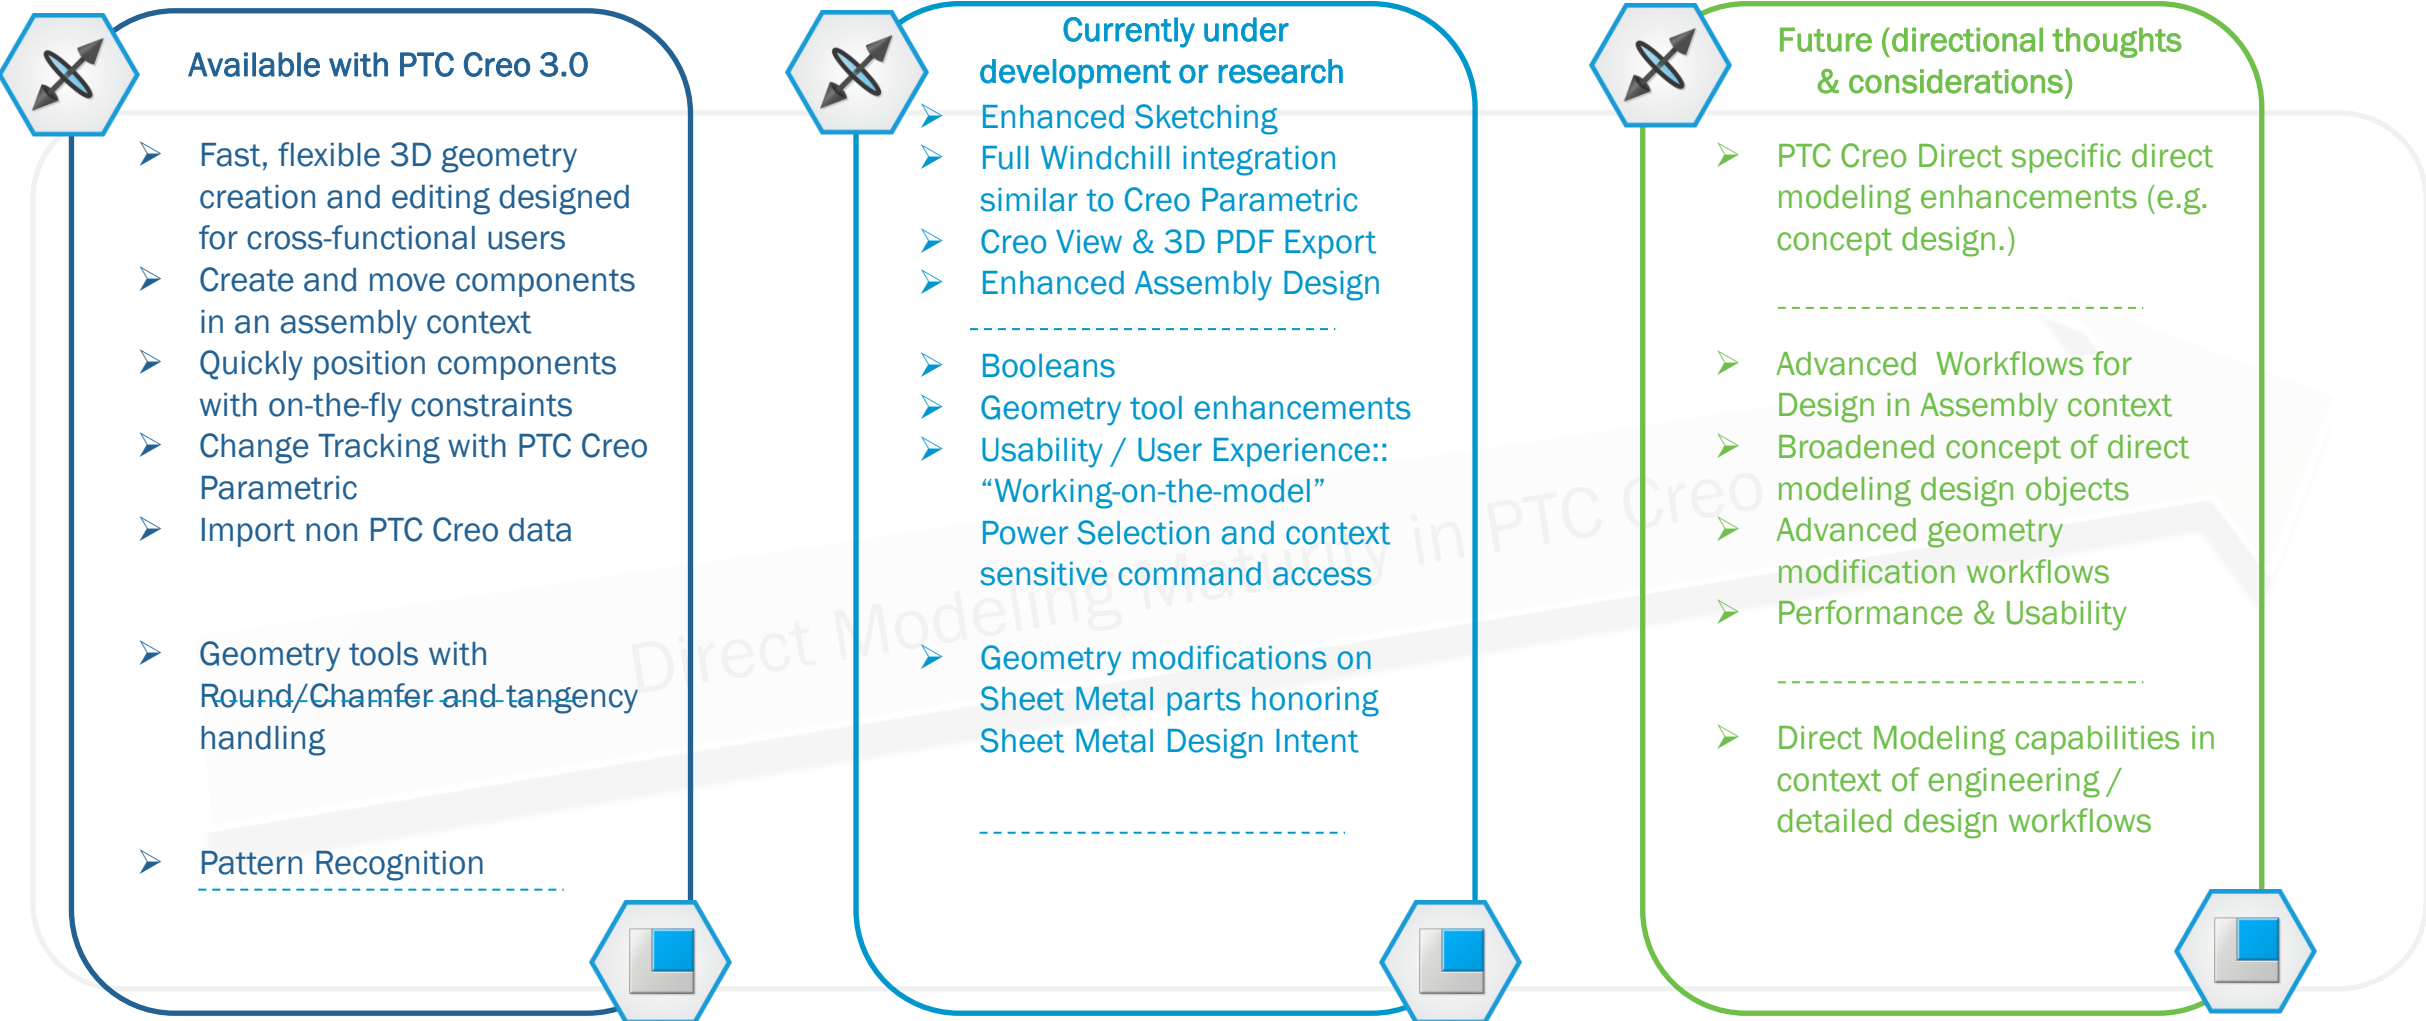 Available with PTC Creo 3.0
➢ Fast, flexible 3D geometry
creation and editing designed
for cross-functional users
➢ Create and move components
in an assembly context
➢ Quickly position components
with on-the-fly constraints
➢ Change Tracking with PTC Creo
Parametric
➢ Import non PTC Creo data
➢ Geometry tools with
Round/Chamfer and tangency
handling
➢ Pattern Recognition
Currently under
development or research
➢ Enhanced Sketching
➢ Full Windchill integration
similar to Creo Parametric
➢ Creo View & 3D PDF Export
➢ Enhanced Assembly Design
➢ Booleans
➢ Geometry tool enhancements
➢ Usability / User Experience::
“Working-on-the-model”
Power Selection and context
sensitive command access
➢ Geometry modifications on
Sheet Metal parts honoring
Sheet Metal Design Intent
Future (directional thoughts
& considerations)
➢ PTC Creo Direct specific direct
modeling enhancements (e.g.
concept design.)
➢ Advanced Workflows for
Design in Assembly context
➢ Broadened concept of direct
modeling design objects
➢ Advanced geometry
modification workflows
➢ Performance & Usability
➢ Direct Modeling capabilities in
context of engineering /
detailed design workflows
Direct Modeling Maturity in PTC Creo